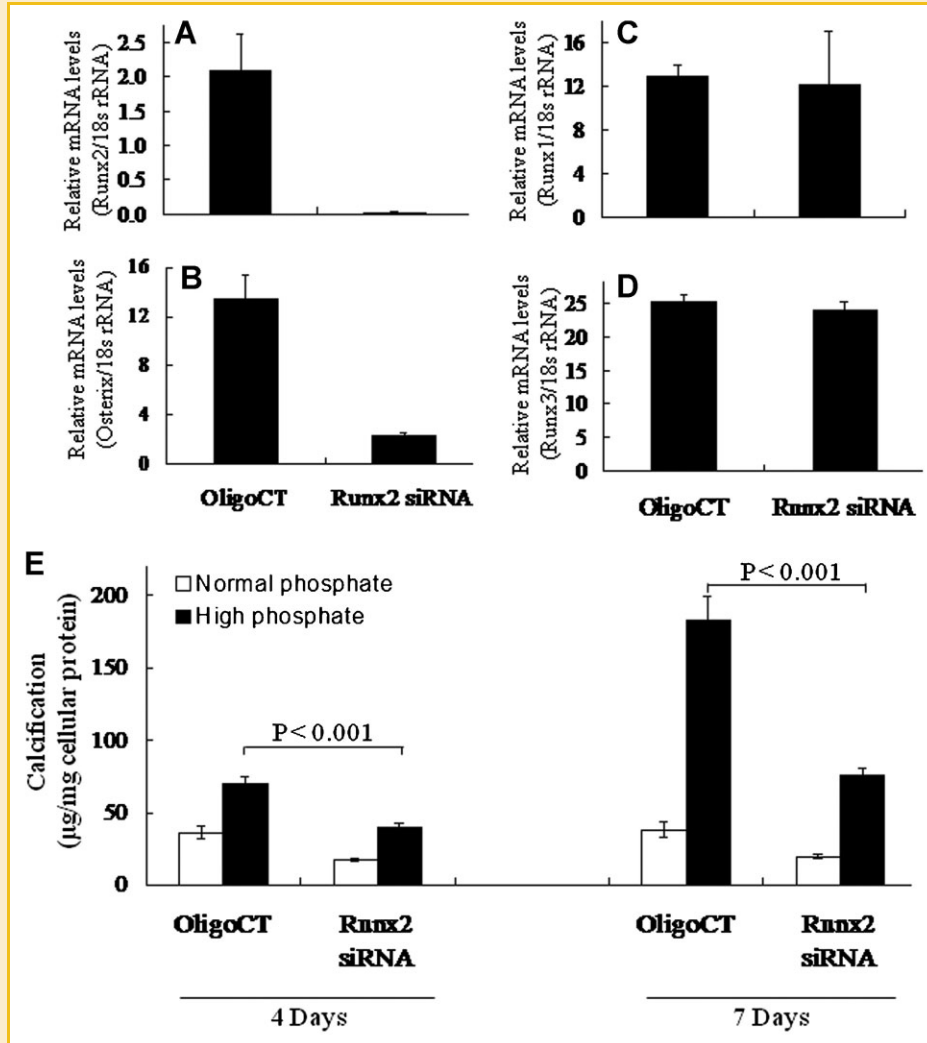 A
Relative mRNA levels
(Runx2/18s rRNA)
2.5
2.0
1.5
1.0
0.5
0.0
B
Relative mRNA levels
(Osterix/18s rRNA)
16
12
8
4
0
OligoCT Runx2 siRNA
C
Relative mRNA levels
(Runx1/18s rRNA)
16
12
8
4
0
D
Relative mRNA levels
(Runx3/18s rRNA)
25
20
15
10
5
0
OligoCT Runx2 siRNA
E
Calcification
(µg/mg cellular protein)
200
150
100
50
0
Normal phosphate
High phosphate
P< 0.001
P< 0.001
OligoCT Runx2 siRNA
OligoCT Runx2 siRNA
4 Days
7 Days